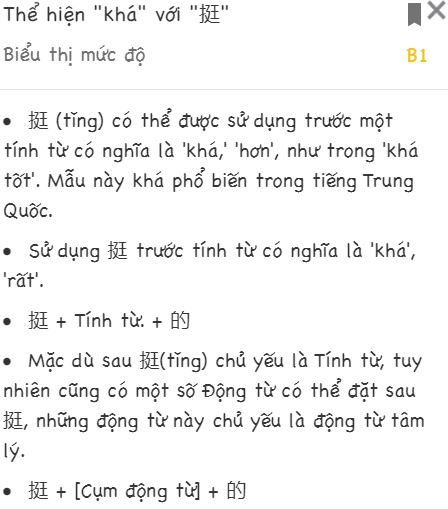 Thể hiện "khá" với "挺"
Biểu thị mức độ
B1
• 挺 (tǐng) có thể được sử dụng trước một
tính từ có nghĩa là 'khá,' 'hơn', như trong 'khá
tốt'. Mẫu này khá phổ biến trong tiếng Trung
Quốc.
• Sử dụng 挺 trước tính từ có nghĩa là 'khá',
'rất'.
• 挺 + Tính từ. + 的
• Mặc dù sau 挺(tǐng) chủ yếu là Tính từ, tuy
nhiên cũng có một số Động từ có thể đặt sau
挺, những động từ này chủ yếu là động từ tâm
lý.
• 挺 + [Cụm động từ] + 的